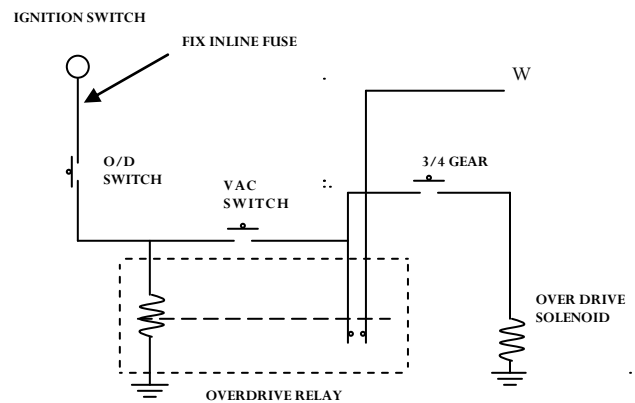 IGNITION SWITCH
FIX INLINE FUSE
W
O/D
SWITCH
VAC
SWITCH
3/4 GEAR
OVER DRIVE
SOLENOID
OVERDRIVE RELAY